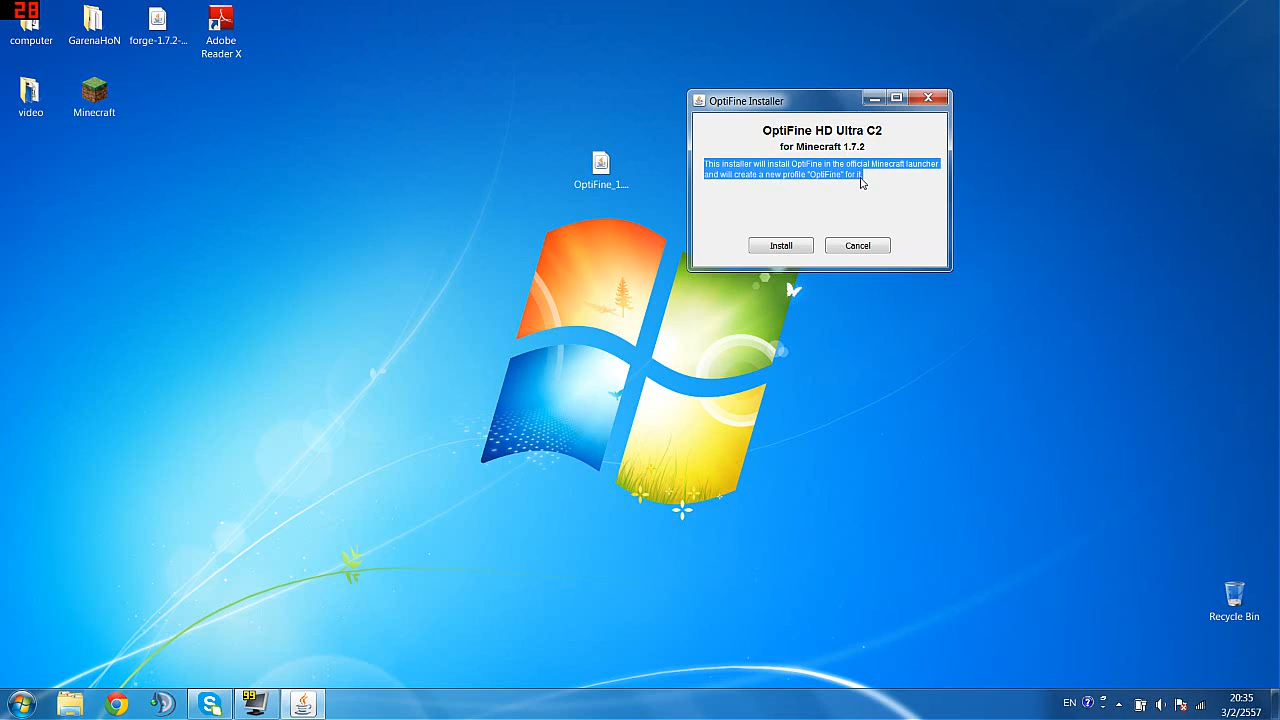 28
computer
GarenaHoN
forge-1.7.2-...
Adobe
Reader X
video
Minecraft
OptiFine_1....
OptiFine Installer
OptiFine HD Ultra C2
for Minecraft 1.7.2
This installer will install OptiFine in the official Minecraft launcher
and will create a new profile "OptiFine" for it.
Install
Cancel
Recycle Bin
99
EN
20:35
3/2/2557